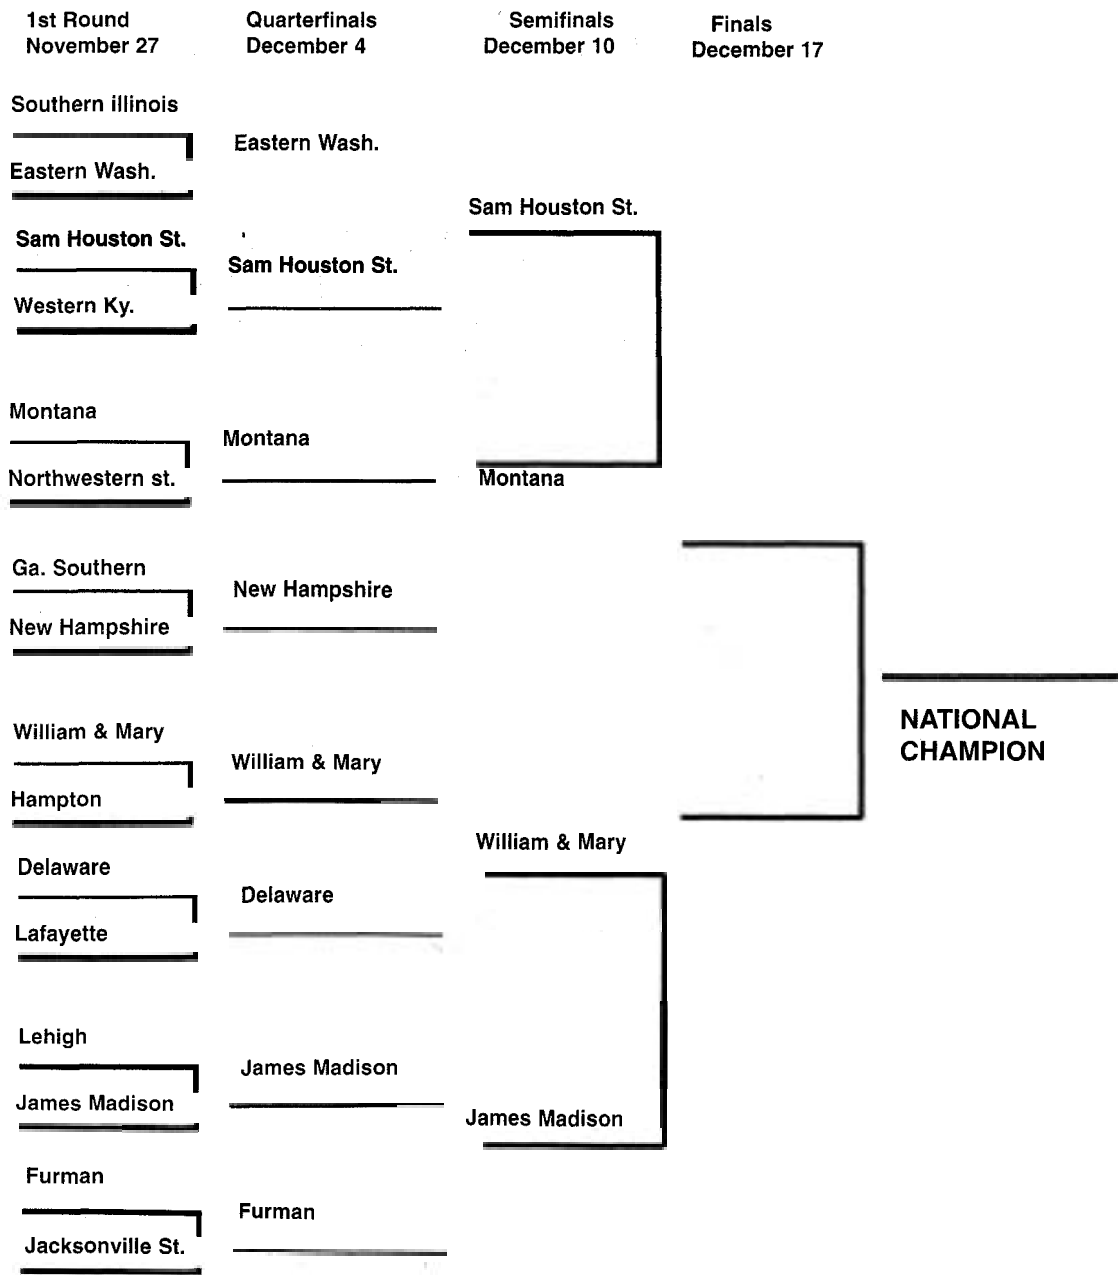 1st Round
November 27
Quarterfinals
December 4
Semifinals
December 10
Finals
December 17
Southern illinois
Eastern Wash.
Sam Houston St.
Western Ky.
Montana
Northwestern st.
Ga. Southern
New Hampshire
William & Mary
Hampton
Delaware
Lafayette
Lehigh
James Madison
Furman
Jacksonville St.
Eastern Wash.
Sam Houston St.
Montana
New Hampshire
William & Mary
Delaware
James Madison
Furman
Sam Houston St.
Montana
William & Mary
James Madison
NATIONAL
CHAMPION